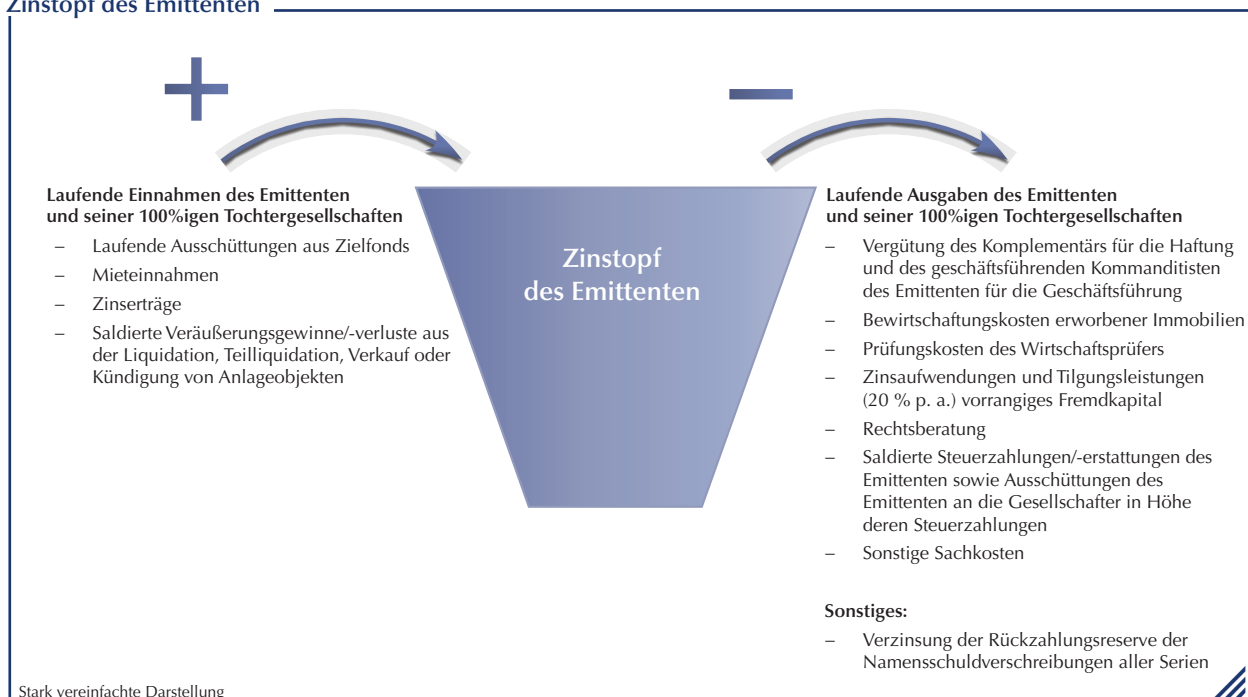 Zinstopf des Emittenten
+
–
Laufende Einnahmen des Emittenten
und seiner 100%igen Tochtergesellschaften
– Laufende Ausschüttungen aus Zielfonds
– Mieteinnahmen
– Zinserträge
– Saldierte Veräußerungsgewinne/-verluste aus
der Liquidation, Teilliquidation, Verkauf oder
Kündigung von Anlageobjekten
Zinstopf
des Emittenten
Laufende Ausgaben des Emittenten
und seiner 100%igen Tochtergesellschaften
– Vergütung des Komplementärs für die Haftung
und des geschäftsführenden Kommanditisten
des Emittenten für die Geschäftsführung
– Bewirtschaftungskosten erworbener Immobilien
– Prüfungskosten des Wirtschaftsprüfers
– Zinsaufwendungen und Tilgungsleistungen
(20 % p. a.) vorrangiges Fremdkapital
– Rechtsberatung
– Saldierte Steuerzahlungen/-erstattungen des
Emittenten sowie Ausschüttungen des
Emittenten an die Gesellschafter in Höhe
deren Steuerzahlungen
– Sonstige Sachkosten
Sonstiges:
– Verzinsung der Rückzahlungsreserve der
Namensschuldverschreibungen aller Serien
Stark vereinfachte Darstellung